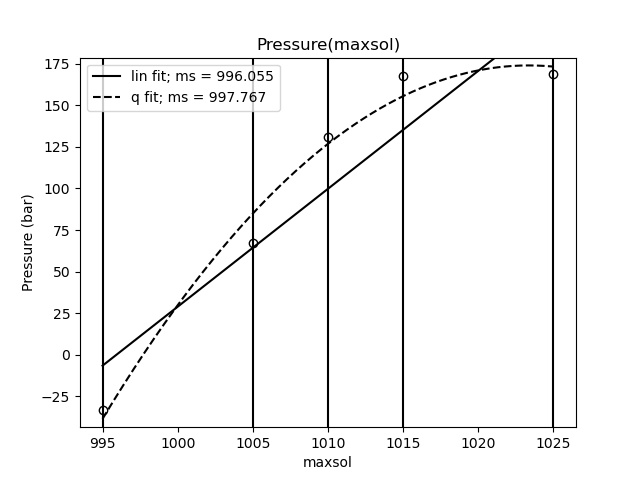 Pressure(maxsol)
lin fit; ms = 996.055
q fit; ms = 997.767
Pressure (bar)
175
150
125
100
75
50
25
0
−25
995 1000 1005 1010 1015 1020 1025
maxsol